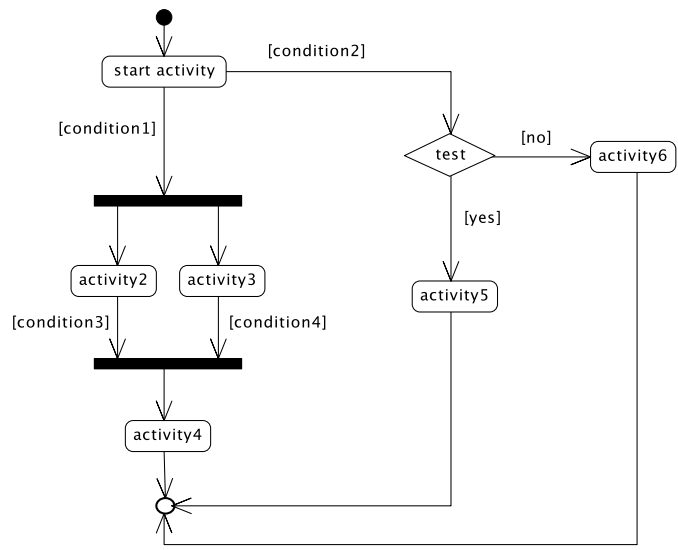 [condition2]
start activity
[condition1]
[no]
test
activity6
[yes]
activity2
activity3
activity5
[condition3]
[condition4]
activity4